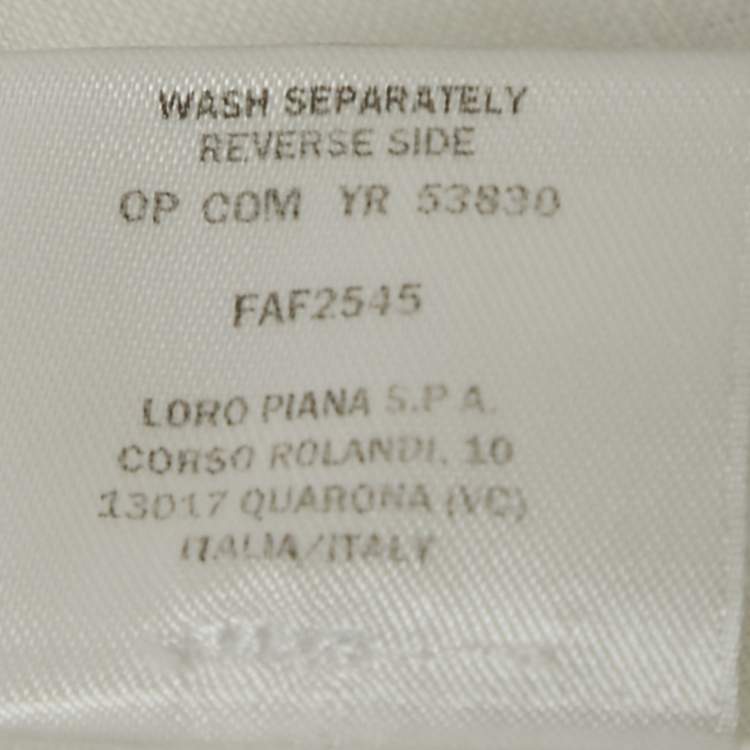 WASH SEPARATELY
REVERSE SIDE
OP COM YR 53830
FAF2545
LORO PIANA S.P.A.
CORSO ROLANDI, 10
13017 QUARONA (VC)
ITALIA/ITALY